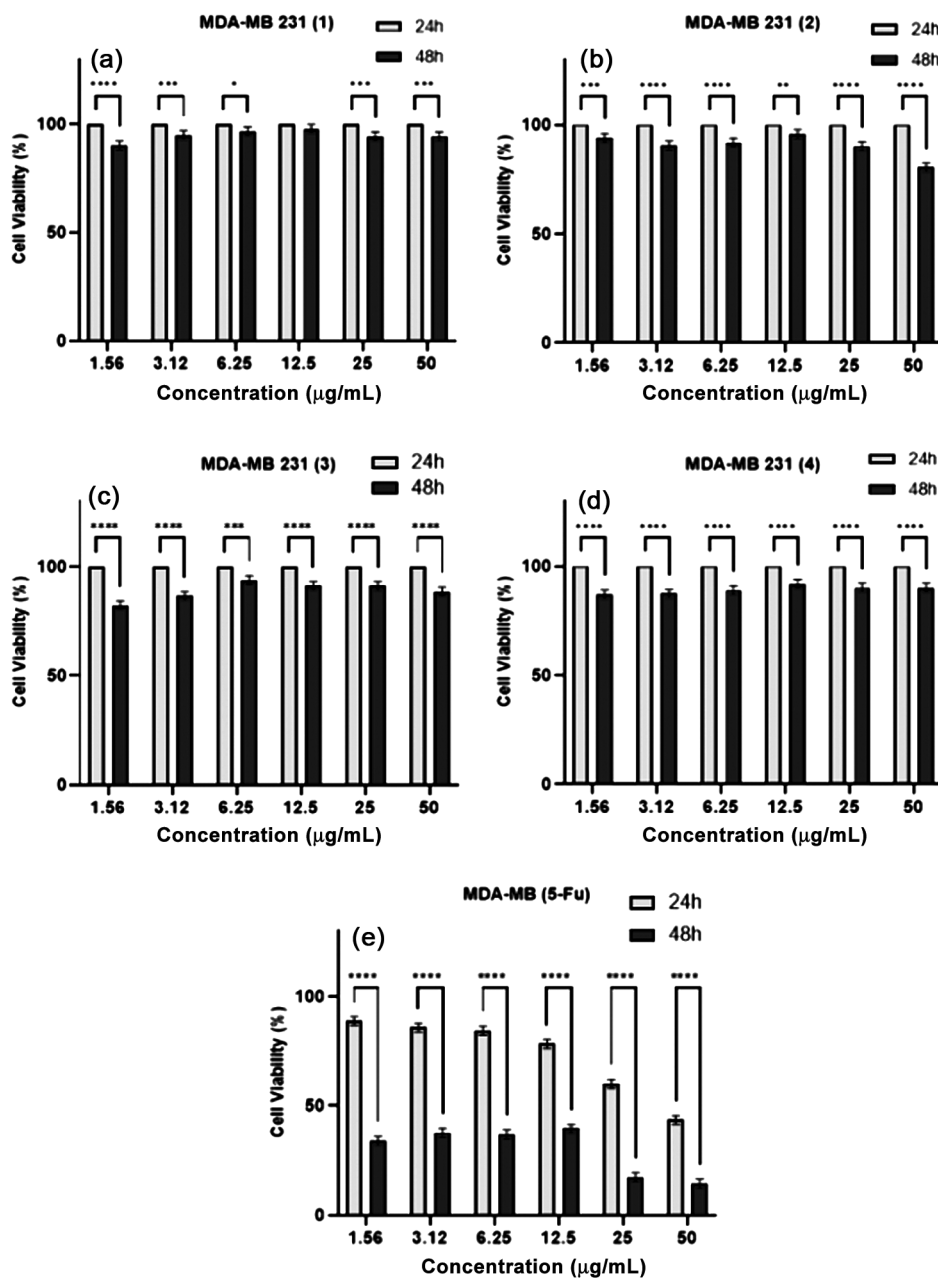 MDA-MB 231 (1)
24h
48h
(a)
**** *** * *** ***
100
50
0
Cell Viability (%)
1.56 3.12 6.25 12.5 25 50
Concentration (μg/mL)
MDA-MB 231 (2)
24h
48h
(b)
*** **** **** ** **** ****
100
50
0
Cell Viability (%)
1.56 3.12 6.25 12.5 25 50
Concentration (μg/mL)
MDA-MB 231 (3)
24h
48h
(c)
**** **** *** **** **** ****
100
50
0
Cell Viability (%)
1.56 3.12 6.25 12.5 25 50
Concentration (μg/mL)
MDA-MB 231 (4)
24h
48h
(d)
**** **** **** **** **** ****
100
50
0
Cell Viability (%)
1.56 3.12 6.25 12.5 25 50
Concentration (μg/mL)
MDA-MB (5-Fu)
24h
48h
(e)
**** **** **** **** **** ****
100
50
0
Cell Viability (%)
1.56 3.12 6.25 12.5 25 50
Concentration (μg/mL)